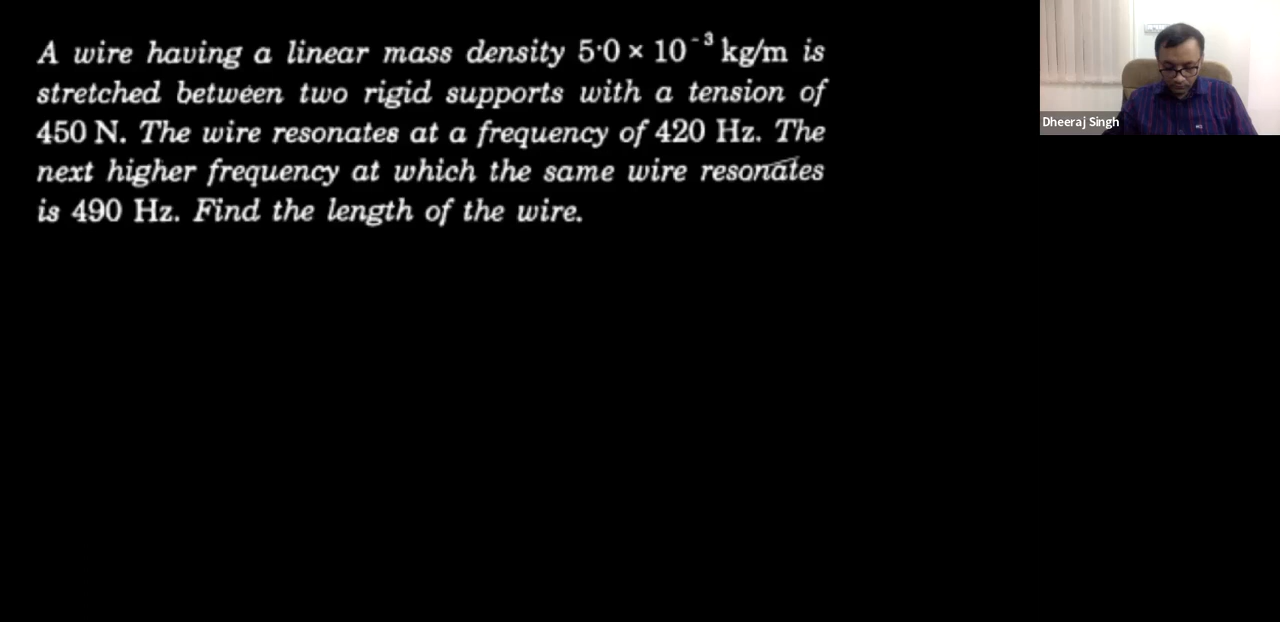 A wire having a linear mass density 5·0 × 10⁻³ kg/m is
stretched between two rigid supports with a tension of
450 N. The wire resonates at a frequency of 420 Hz. The
next higher frequency at which the same wire resonates
is 490 Hz. Find the length of the wire.
Dheeraj Singh